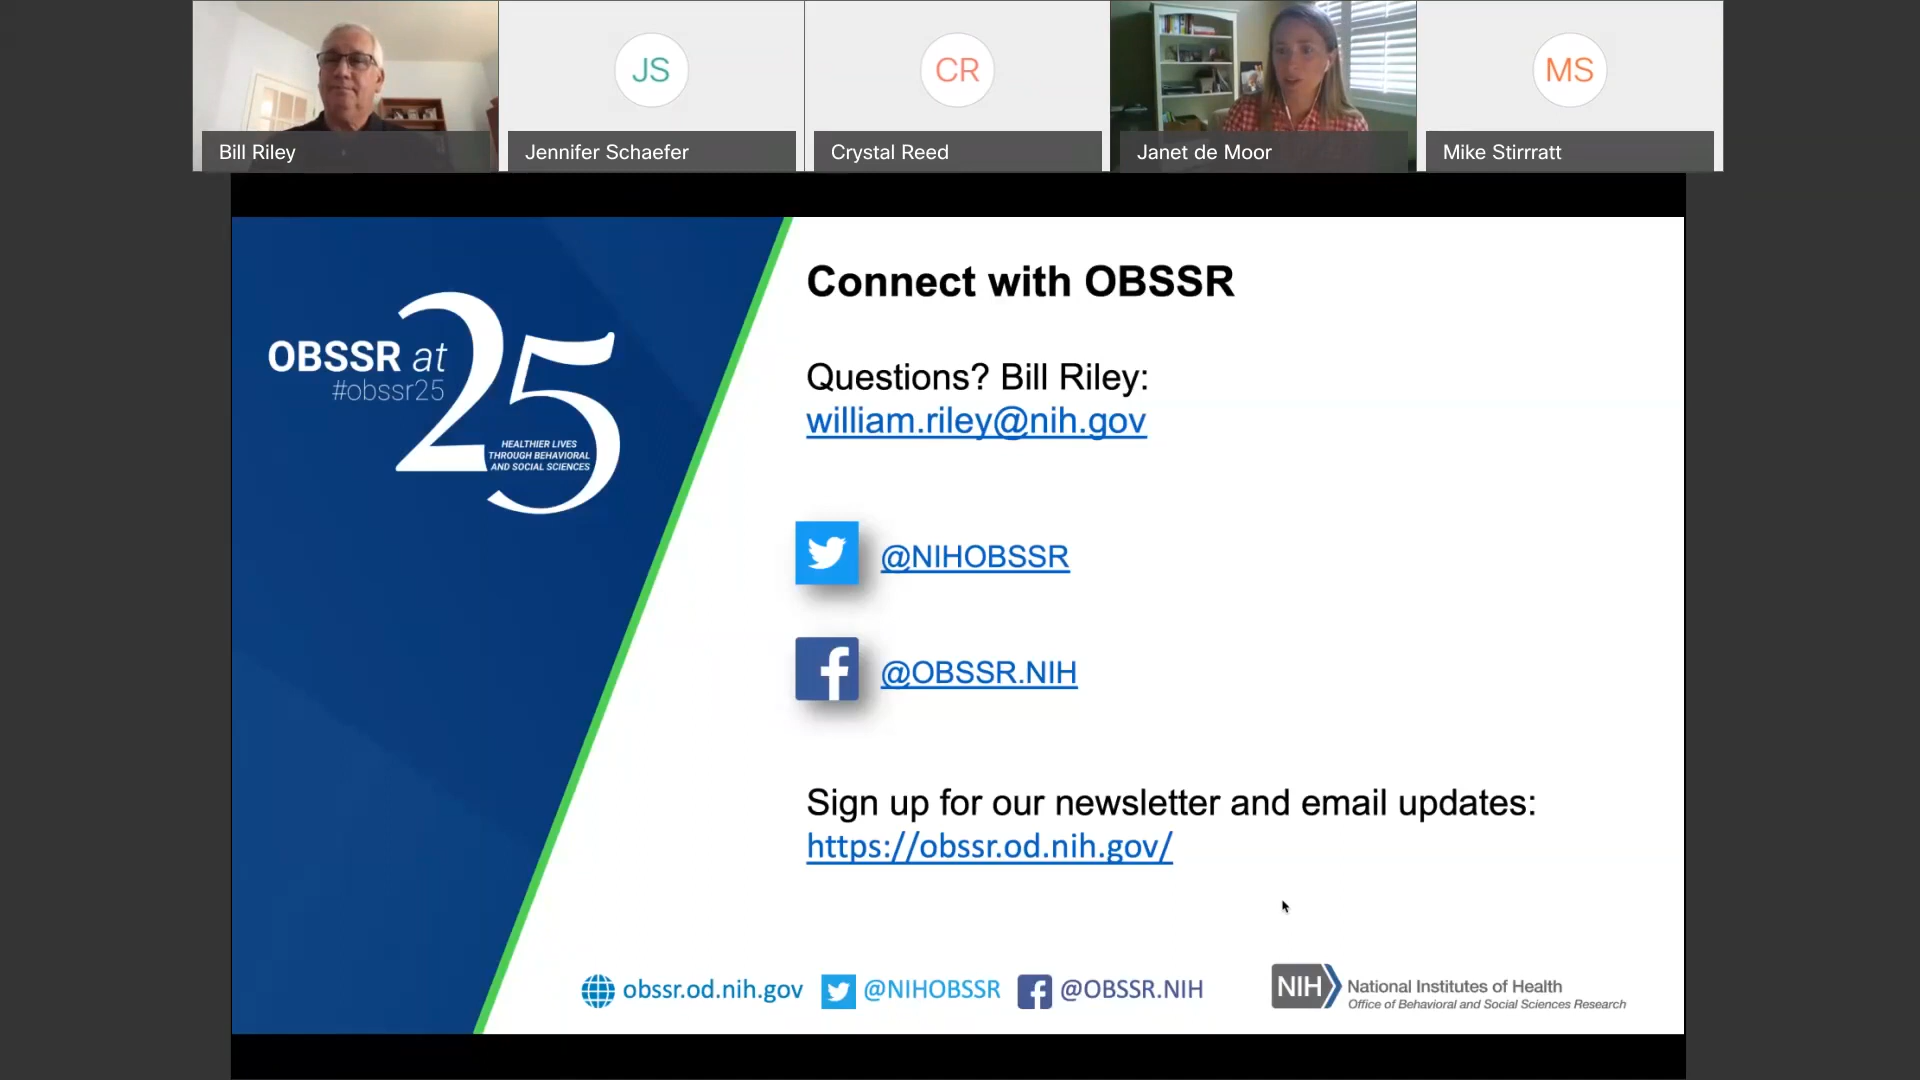 JS
CR
MS
Bill Riley
Jennifer Schaefer
Crystal Reed
Janet de Moor
Mike Stirrratt
OBSSR at 25
#obssr25
HEALTHIER LIVES
THROUGH BEHAVIORAL
AND SOCIAL SCIENCES
Connect with OBSSR
Questions? Bill Riley:
william.riley@nih.gov
@NIHOBSSR
f @OBSSR.NIH
Sign up for our newsletter and email updates:
https://obssr.od.nih.gov/
obssr.od.nih.gov @NIHOBSSR f @OBSSR.NIH
NIH National Institutes of Health
Office of Behavioral and Social Sciences Research